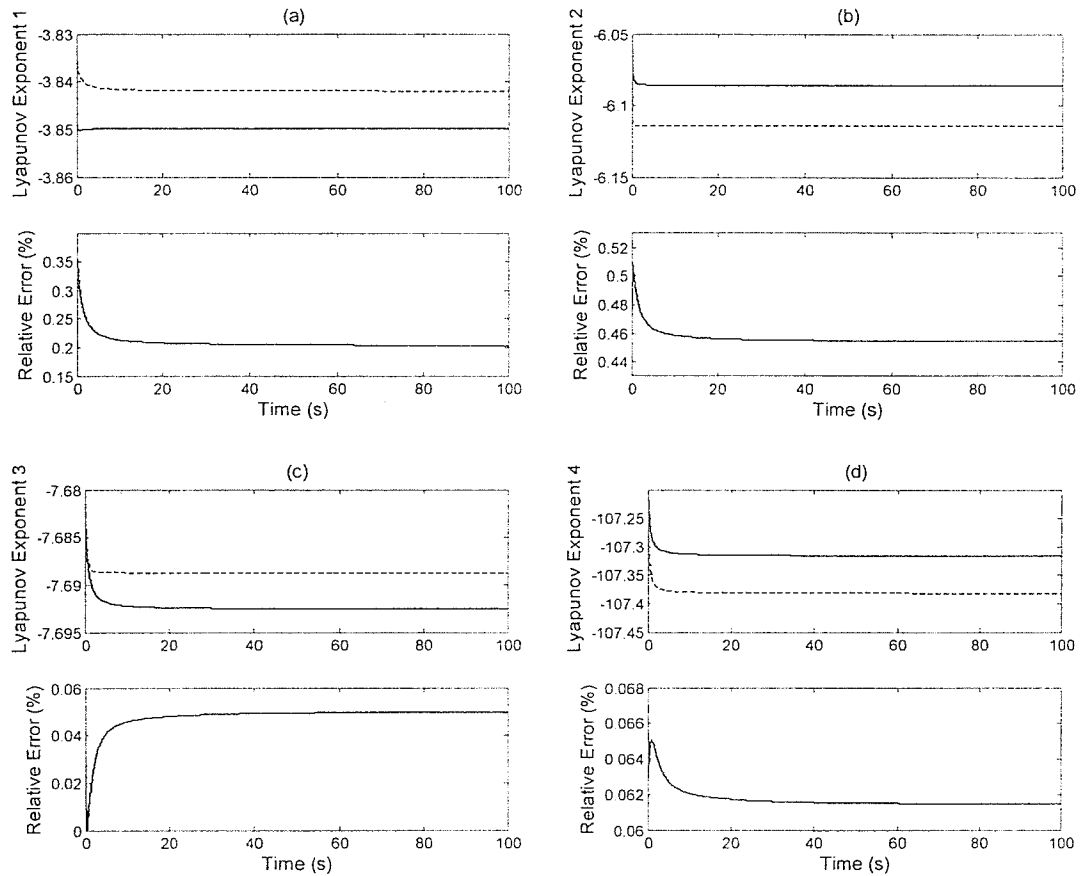 (a)
Lyapunov Exponent 1
-3.83
-3.84
-3.85
-3.86
0 20 40 60 80 100
Relative Error (%)
0.35
0.3
0.25
0.2
0.15
0 20 40 60 80 100
Time (s)
(b)
Lyapunov Exponent 2
-6.05
-6.1
-6.15
0 20 40 60 80 100
Relative Error (%)
0.52
0.5
0.48
0.46
0.44
0 20 40 60 80 100
Time (s)
(c)
Lyapunov Exponent 3
-7.68
-7.685
-7.69
-7.695
0 20 40 60 80 100
Relative Error (%)
0.06
0.04
0.02
0
0 20 40 60 80 100
Time (s)
(d)
Lyapunov Exponent 4
-107.25
-107.3
-107.35
-107.4
-107.45
0 20 40 60 80 100
Relative Error (%)
0.068
0.066
0.064
0.062
0.06
0 20 40 60 80 100
Time (s)